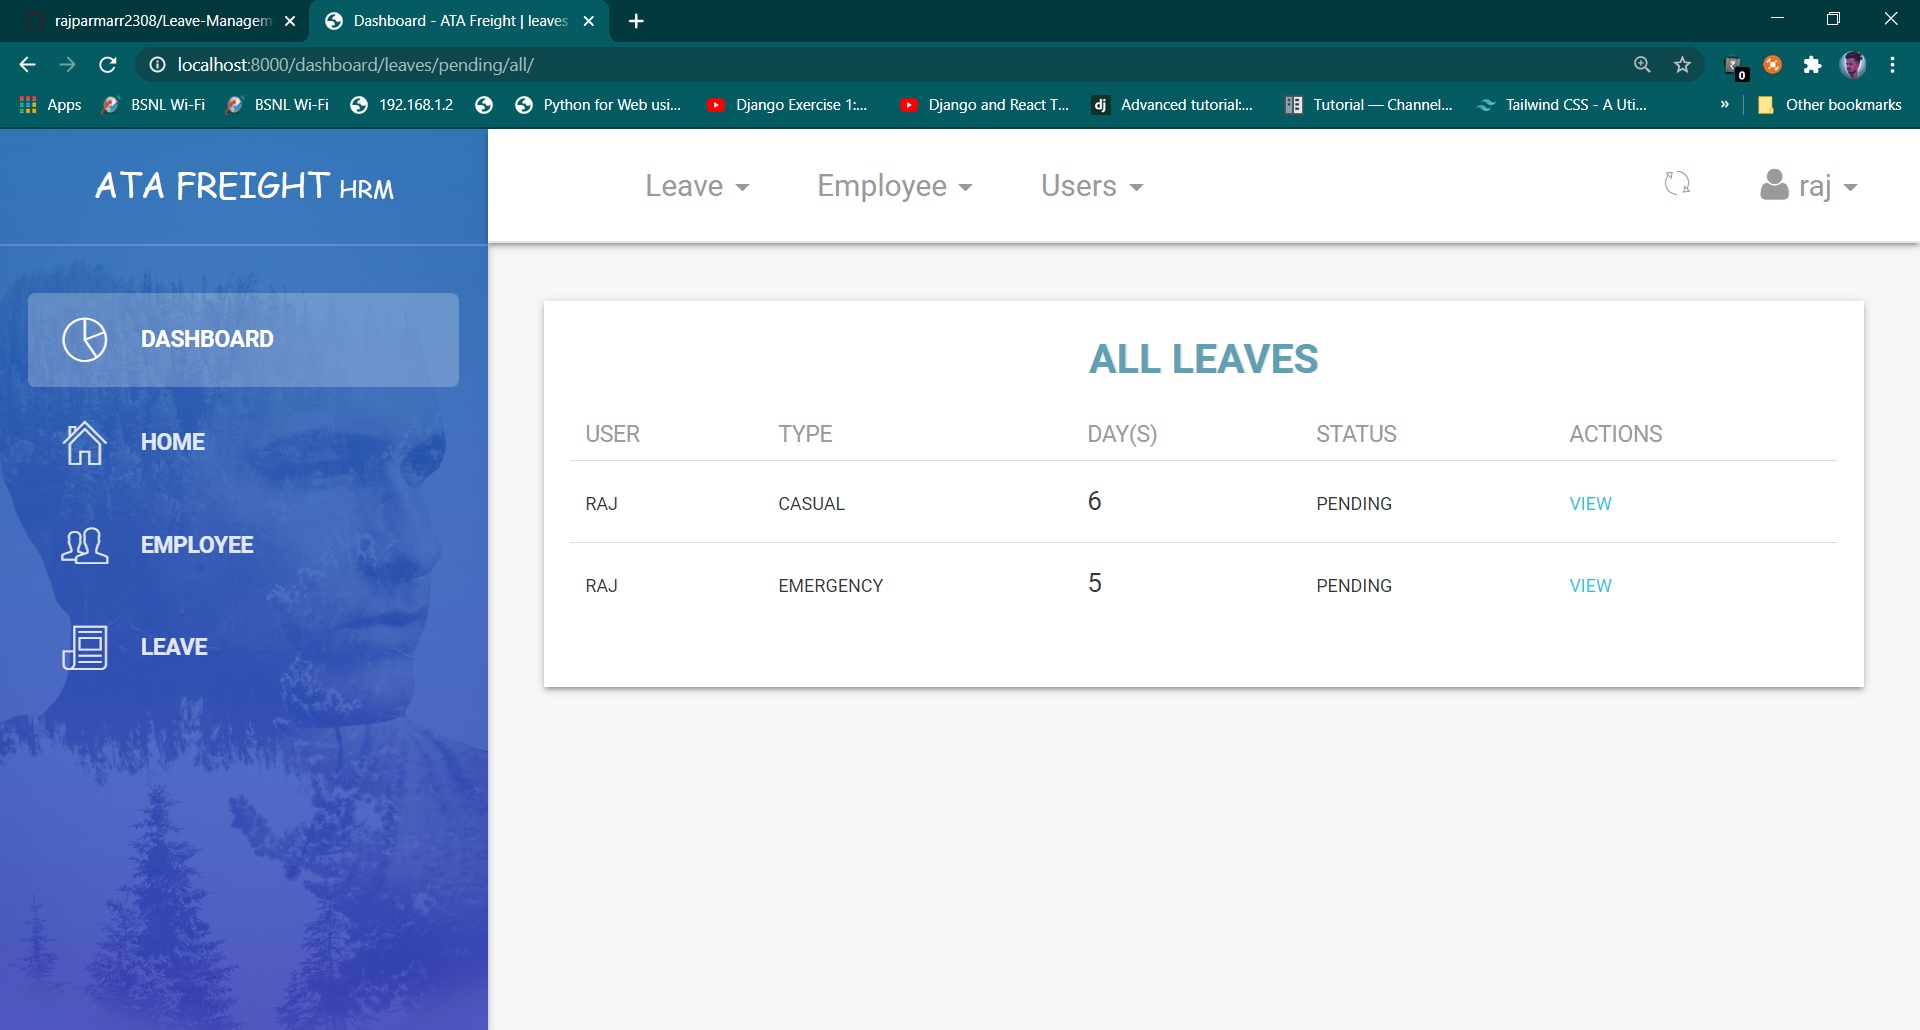 rajparmarr2308/Leave-Managem
Dashboard - ATA Freight | leaves
localhost:8000/dashboard/leaves/pending/all/
0
Apps
BSNL Wi-Fi
BSNL Wi-Fi
192.168.1.2
Python for Web usi...
Django Exercise 1:...
Django and React T...
dj
Advanced tutorial:...
Tutorial — Channel...
Tailwind CSS - A Uti...
»
Other bookmarks
ATA FREIGHT HRM
Leave
Employee
Users
raj
DASHBOARD
HOME
EMPLOYEE
LEAVE
ALL LEAVES
USER TYPE DAY(S) STATUS ACTIONS
RAJ CASUAL 6 PENDING VIEW
RAJ EMERGENCY 5 PENDING VIEW